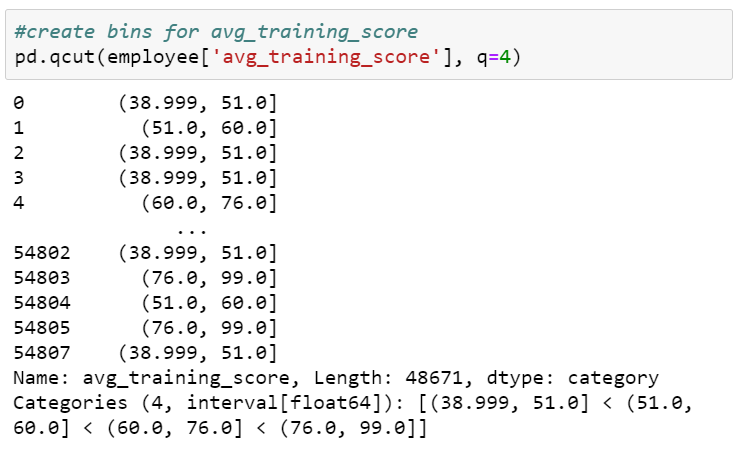 #create bins for avg_training_score
pd.qcut(employee['avg_training_score'], q=4)
0        (38.999, 51.0]
1          (51.0, 60.0]
2        (38.999, 51.0]
3        (38.999, 51.0]
4          (60.0, 76.0]
              ...
54802    (38.999, 51.0]
54803      (76.0, 99.0]
54804      (51.0, 60.0]
54805      (76.0, 99.0]
54807    (38.999, 51.0]
Name: avg_training_score, Length: 48671, dtype: category
Categories (4, interval[float64]): [(38.999, 51.0] < (51.0,
60.0] < (60.0, 76.0] < (76.0, 99.0]]